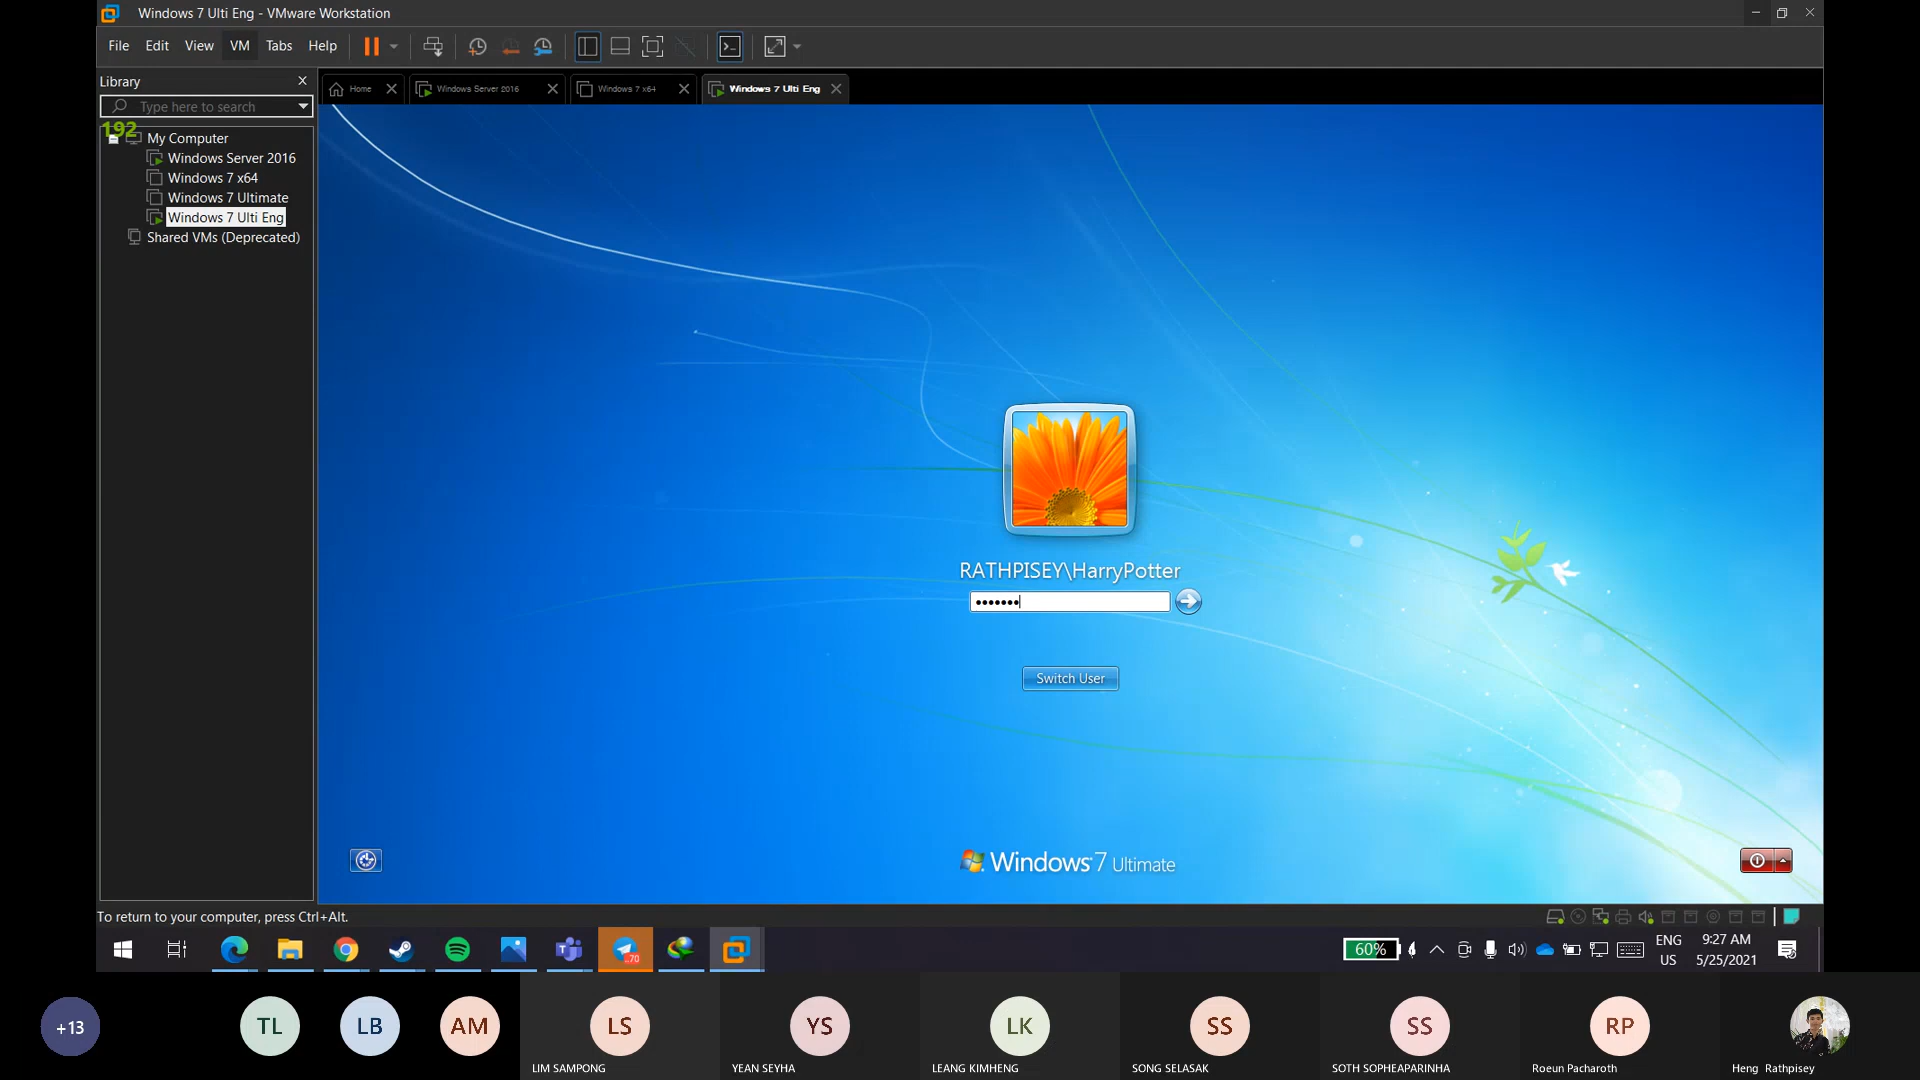 Windows 7 Ulti Eng - VMware Workstation
File Edit View VM Tabs Help
Library
Home
Windows Server 2016
Windows 7 x64
Windows 7 Ulti Eng
Type here to search
192
My Computer
Windows Server 2016
Windows 7 x64
Windows 7 Ultimate
Windows 7 Ulti Eng
Shared VMs (Deprecated)
RATHPISEY\HarryPotter
Switch User
Windows 7 Ultimate
To return to your computer, press Ctrl+Alt.
60%
ENG
US
9:27 AM
5/25/2021
+13
TL
LB
AM
LS
YS
LK
SS
SS
RP
LIM SAMPONG
YEAN SEYHA
LEANG KIMHENG
SONG SELASAK
SOTH SOPHEAPARINHA
Roeun Pacharoth
Heng Rathpisey